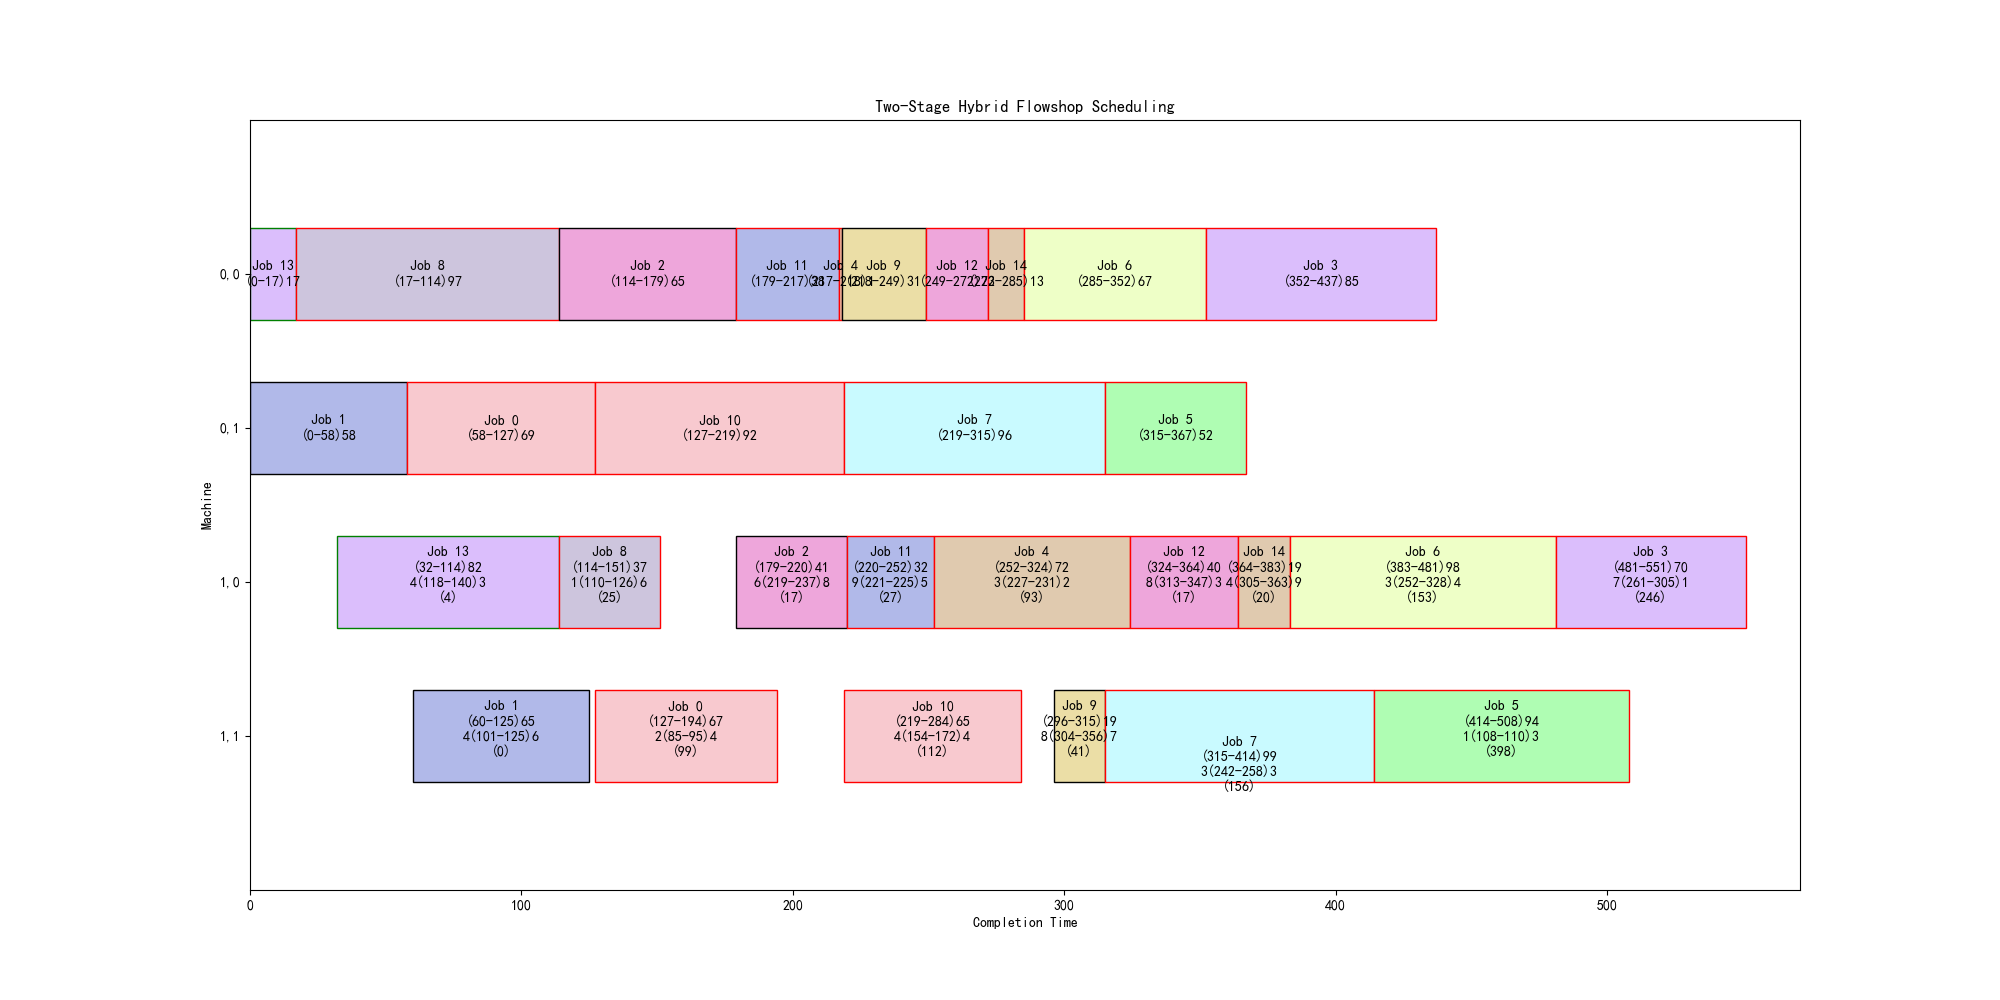 Two-Stage Hybrid Flowshop Scheduling
0,0
Job 13
(0-17)17
Job 8
(17-114)97
Job 2
(114-179)65
Job 11
(179-217)38
Job 4
(217-218)1
Job 9
(218-249)31
Job 12
(249-272)23
Job 14
(272-285)13
Job 6
(285-352)67
Job 3
(352-437)85
0,1
Job 1
(0-58)58
Job 0
(58-127)69
Job 10
(127-219)92
Job 7
(219-315)96
Job 5
(315-367)52
Machine
1,0
Job 13
(32-114)82
4(118-140)3
(4)
Job 8
(114-151)37
1(110-126)6
(25)
Job 2
(179-220)41
6(219-237)8
(17)
Job 11
(220-252)32
9(221-225)5
(27)
Job 4
(252-324)72
3(227-231)2
(93)
Job 12
(324-364)40
8(313-347)3
(17)
Job 14
(364-383)19
4(305-363)9
(20)
Job 6
(383-481)98
3(252-328)4
(153)
Job 3
(481-551)70
7(261-305)1
(246)
1,1
Job 1
(60-125)65
4(101-125)6
(0)
Job 0
(127-194)67
2(85-95)4
(99)
Job 10
(219-284)65
4(154-172)4
(112)
Job 9
(296-315)19
8(304-356)7
(41)
Job 7
(315-414)99
3(242-258)3
(156)
Job 5
(414-508)94
1(108-110)3
(398)
0
100
200
300
400
500
Completion Time